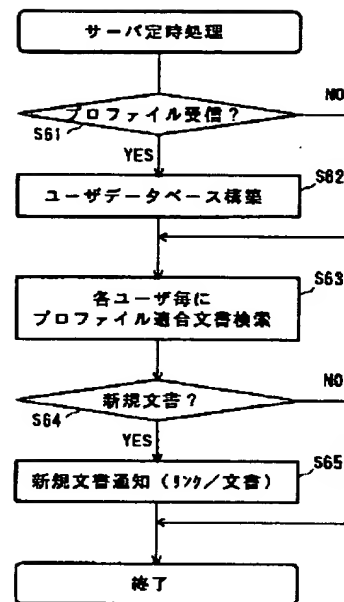 サーバ定時処理
プロファイル受信？
NO
S61
YES
S62
ユーザデータベース構築
S63
各ユーザ毎に
プロファイル適合文書検索
新規文書？
NO
S64
YES
S65
新規文書通知（リンク／文書）
終了